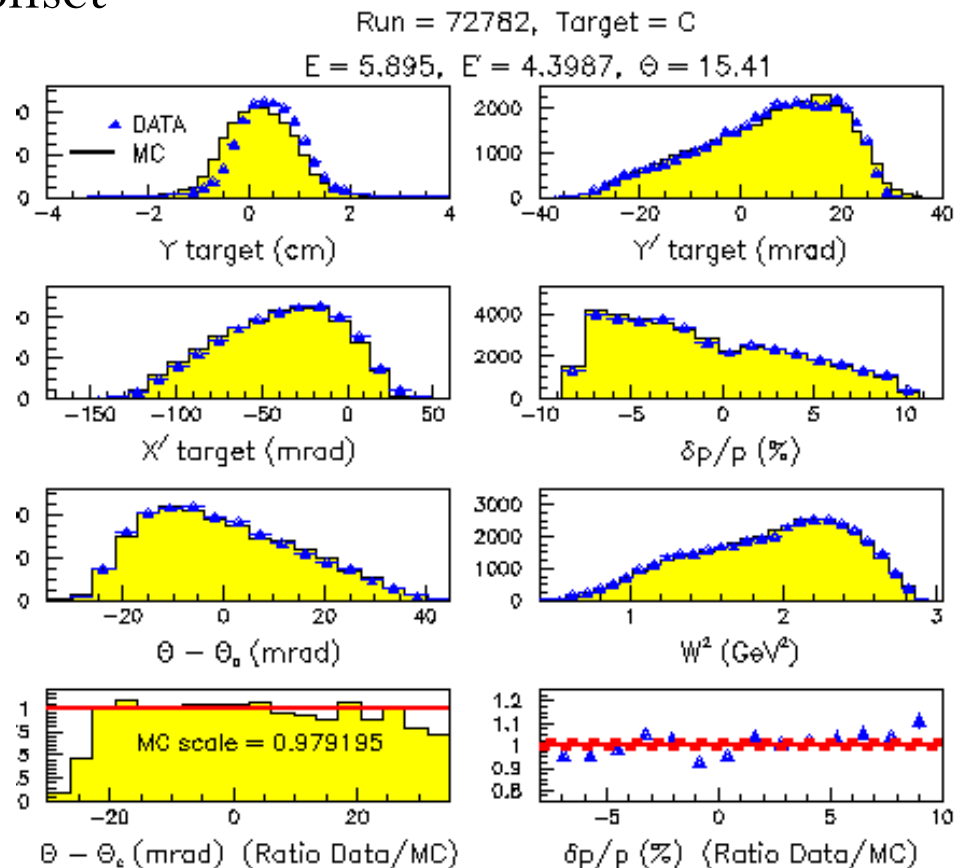 Run = 72782, Target = C
E = 5.895, E' = 4.3987, Θ = 15.41
DATA
MC
-4 -2 0 2 4
Y target (cm)
2000
1000
0
-40 -20 0 20 40
Y' target (mrad)
0
-150 -100 -50 0 50
X' target (mrad)
4000
2000
0
-10 -5 0 5 10
δp/p (%)
0
-20 0 20 40
Θ - Θ₀ (mrad)
3000
2000
1000
0
1 2 3
W² (GeV²)
1
0
MC scale = 0.979195
-20 0 20
Θ - Θ₀ (mrad) (Ratio Data/MC)
1.2
1.1
1
0.9
0.8
-5 0 5 10
δp/p (%) (Ratio Data/MC)